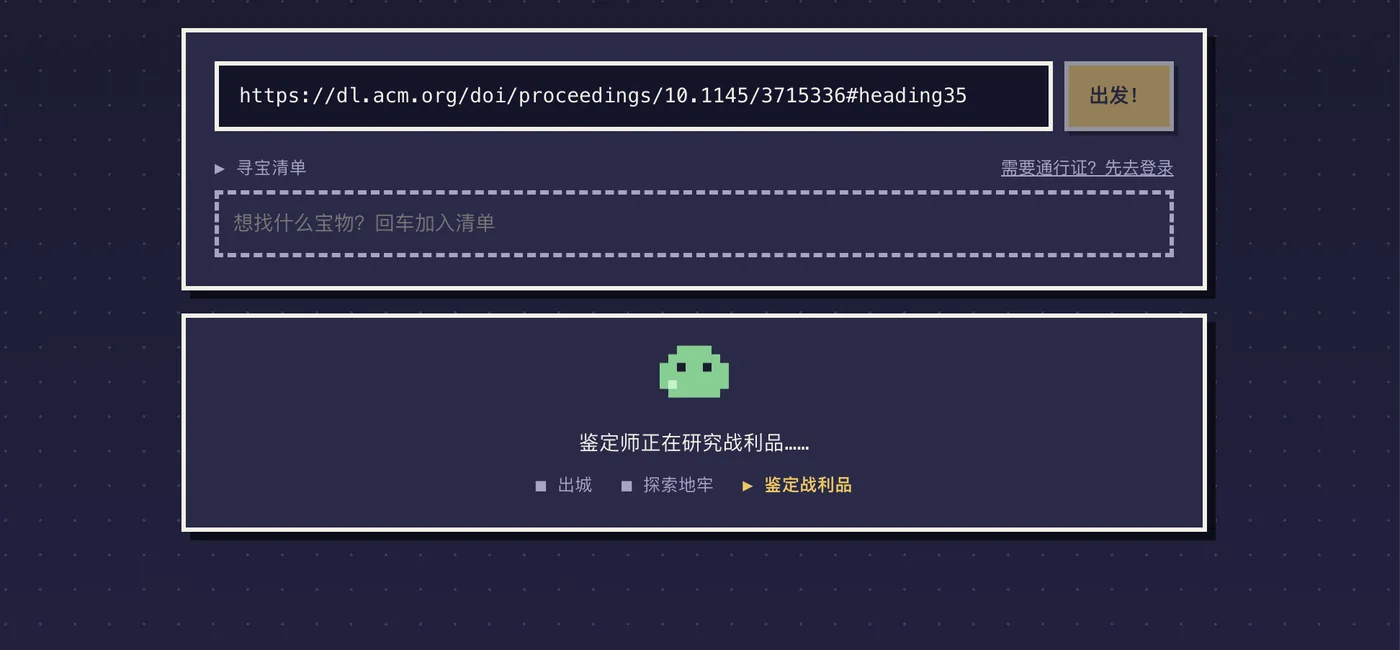 https://dl.acm.org/doi/proceedings/10.1145/3715336#heading35
出发!
▶ 寻宝清单
需要通行证? 先去登录
想找什么宝物? 回车加入清单
鉴定师正在研究战利品……
■ 出城 ■ 探索地牢 ▶ 鉴定战利品